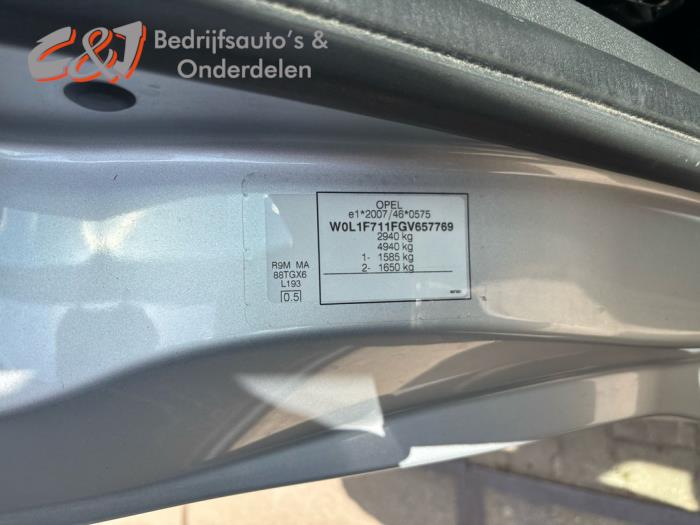 C&J Bedrijfsauto's &
Onderdelen
OPEL
e1*2007/46*0575
W0L1F711FGV657769
2940 kg
4940 kg
1- 1585 kg
2- 1650 kg
R9M MA
88TGX6
L193
0.5